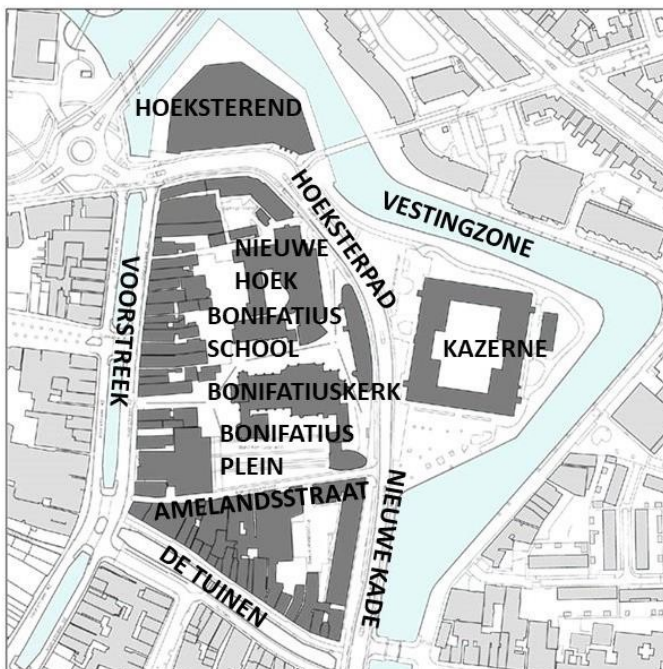 HOEKSTEREND
HOEKSTERPAD
VESTINGZONE
NIEUWE
HOEK
VOORSTREEK
BONIFATIUS
SCHOOL
KAZERNE
BONIFATIUSKERK
BONIFATIUS
PLEIN
AMELANDSSTRAAT
NIEUWE KADE
DE TUINEN